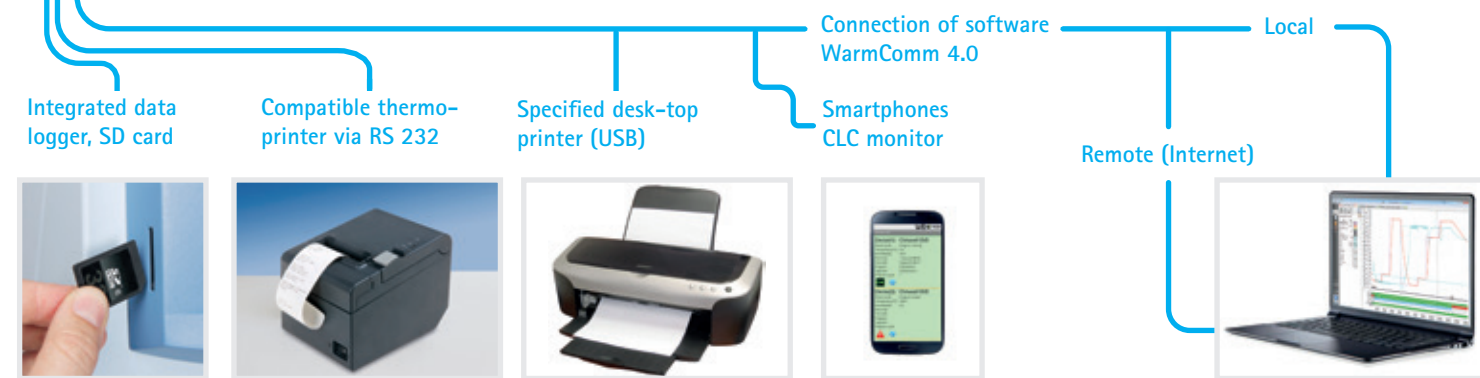 Connection of software
WarmComm 4.0
Local
Integrated data
logger, SD card
Compatible thermo-
printer via RS 232
Specified desk-top
printer (USB)
Smartphones
CLC monitor
Remote (Internet)